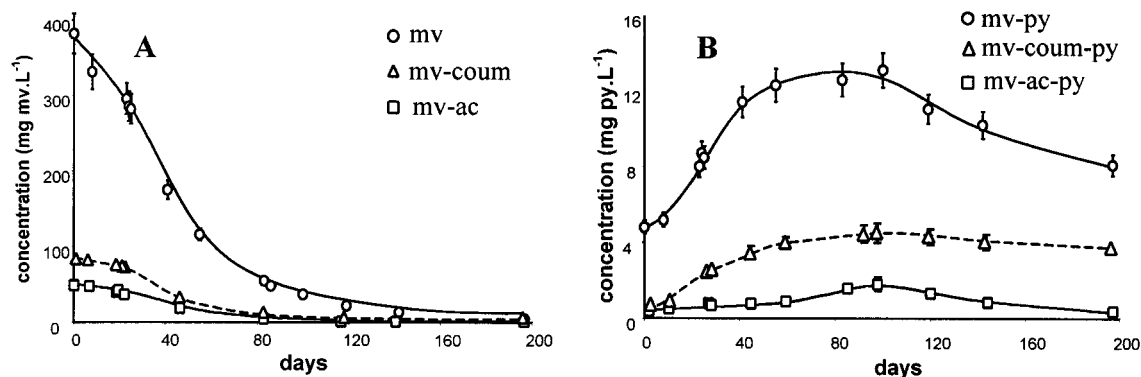 A
concentration (mg mv.L⁻¹)
400
300
200
100
0
0
40
80
120
160
200
days
mv
mv-coum
mv-ac
B
concentration (mg py.L⁻¹)
16
12
8
4
0
0
40
80
120
160
200
days
mv-py
mv-coum-py
mv-ac-py